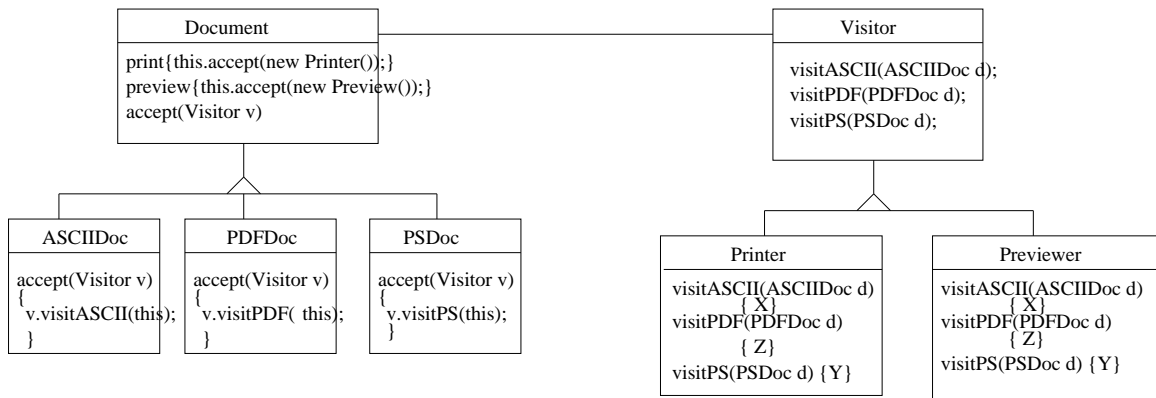 Document
print{this.accept(new Printer());}
preview{this.accept(new Preview());}
accept(Visitor v)
Visitor
visitASCII(ASCIIDoc d);
visitPDF(PDFDoc d);
visitPS(PSDoc d);
ASCIIDoc
accept(Visitor v)
{
v.visitASCII(this);
}
PDFDoc
accept(Visitor v)
{
v.visitPDF( this);
}
PSDoc
accept(Visitor v)
{
v.visitPS(this);
}
Printer
visitASCII(ASCIIDoc d)
{ X}
visitPDF(PDFDoc d)
{ Z}
visitPS(PSDoc d) {Y}
Previewer
visitASCII(ASCIIDoc d)
{ X}
visitPDF(PDFDoc d)
{ Z}
visitPS(PSDoc d) {Y}